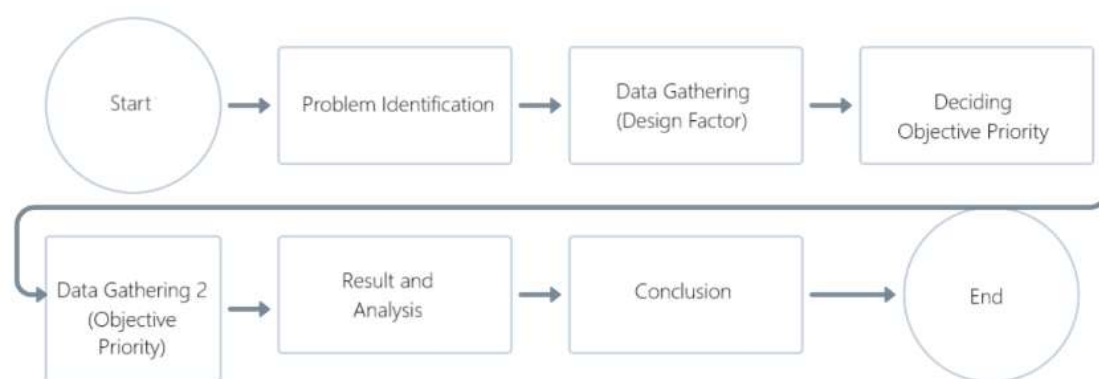 Start
Problem Identification
Data Gathering
(Design Factor)
Deciding
Objective Priority
Data Gathering 2
(Objective
Priority)
Result and
Analysis
Conclusion
End